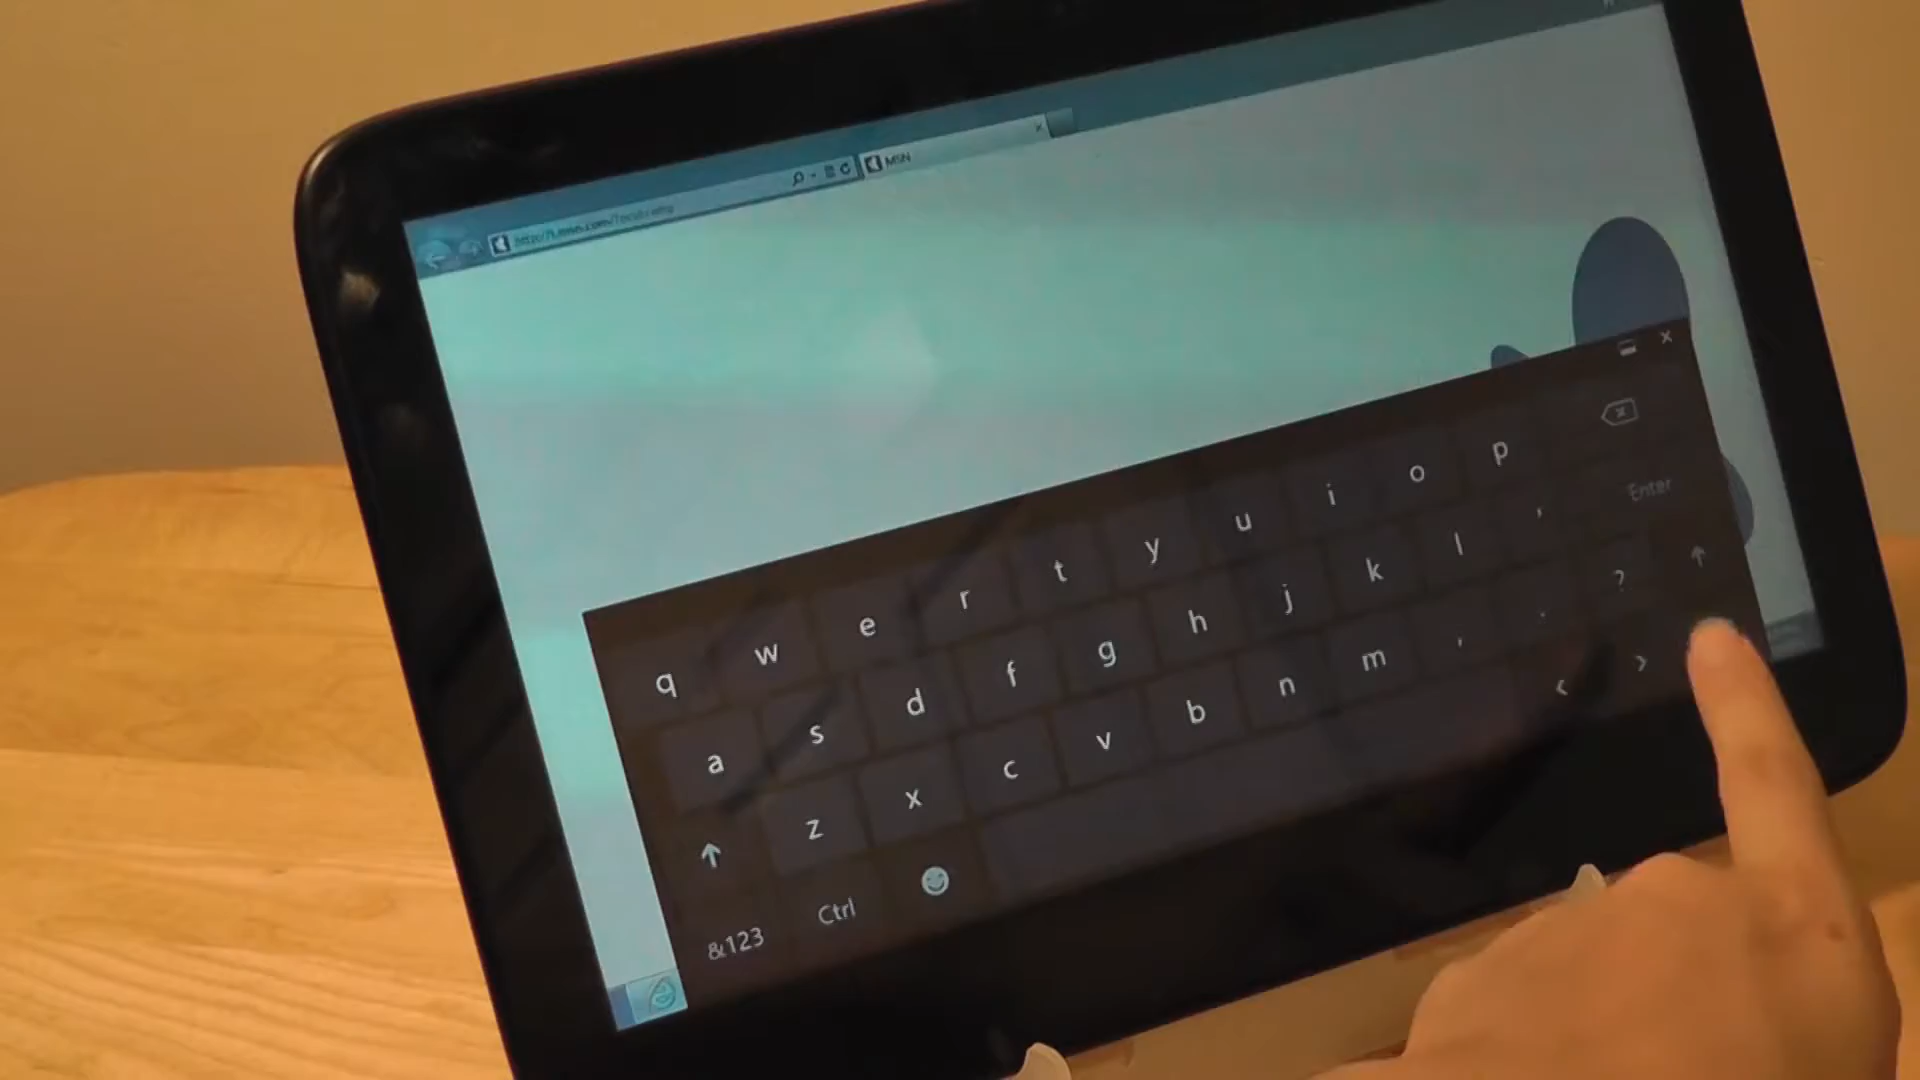 MSN
q w e r t y u i o p
a s d f g h j k l ' Enter
z x c v b n m , . ?
&123 Ctrl < >